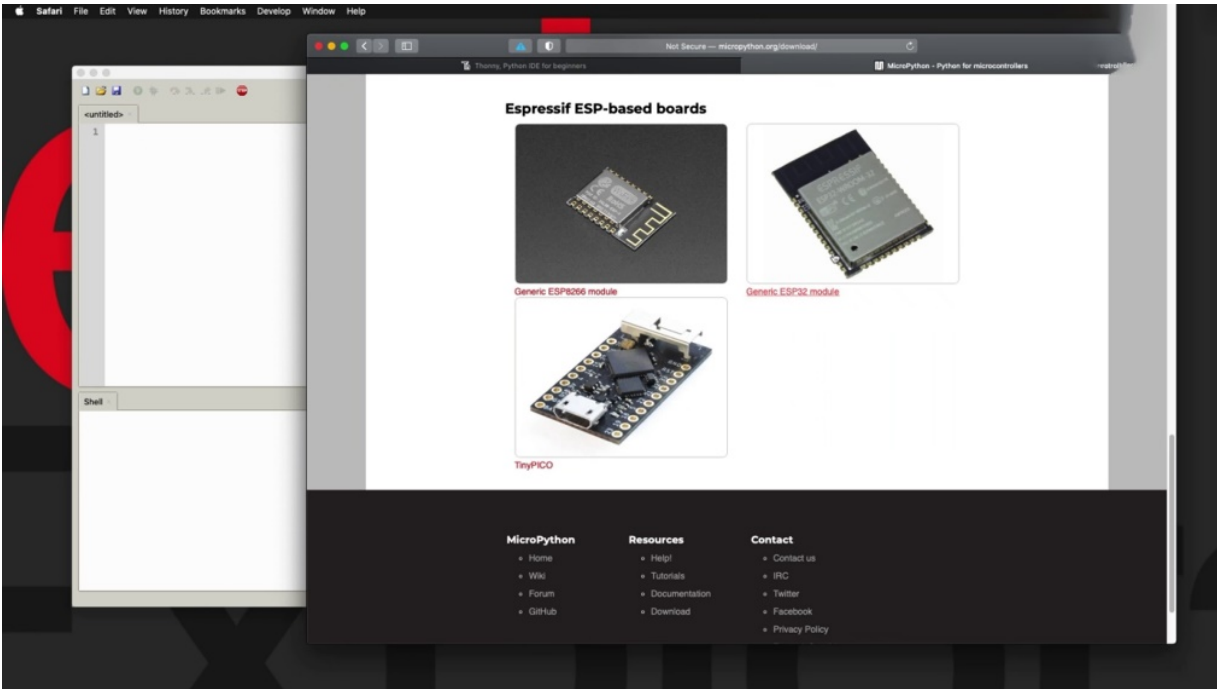 Safari File Edit View History Bookmarks Develop Window Help
Not Secure — micropython.org/download/
Thonny, Python IDE for beginners
MicroPython - Python for microcontrollers
<untitled>
1
Shell
Espressif ESP-based boards
ESPRESSIF
Generic ESP8266 module
Generic ESP32 module
TinyPICO
MicroPython Resources Contact
Home Help! Contact us
Wiki Tutorials IRC
Forum Documentation Twitter
GitHub Download Facebook
Privacy Policy